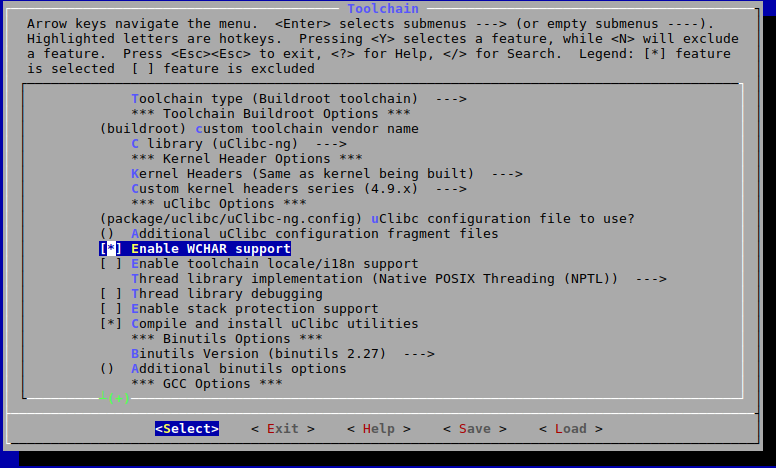 Toolchain
Arrow keys navigate the menu.  <Enter> selects submenus ---> (or empty submenus ----).
Highlighted letters are hotkeys.  Pressing <Y> selectes a feature, while <N> will exclude
a feature.  Press <Esc><Esc> to exit, <?> for Help, </> for Search.  Legend: [*] feature
is selected  [ ] feature is excluded
Toolchain type (Buildroot toolchain)  --->
*** Toolchain Buildroot Options ***
(buildroot) custom toolchain vendor name
C library (uClibc-ng)  --->
*** Kernel Header Options ***
Kernel Headers (Same as kernel being built)  --->
Custom kernel headers series (4.9.x)  --->
*** uClibc Options ***
(package/uclibc/uClibc-ng.config) uClibc configuration file to use?
()  Additional uClibc configuration fragment files
[*] Enable WCHAR support
[ ] Enable toolchain locale/i18n support
Thread library implementation (Native POSIX Threading (NPTL))  --->
[ ] Thread library debugging
[ ] Enable stack protection support
[*] Compile and install uClibc utilities
*** Binutils Options ***
Binutils Version (binutils 2.27)  --->
()  Additional binutils options
*** GCC Options ***
┴(+)
<Select>    < Exit >    < Help >    < Save >    < Load >